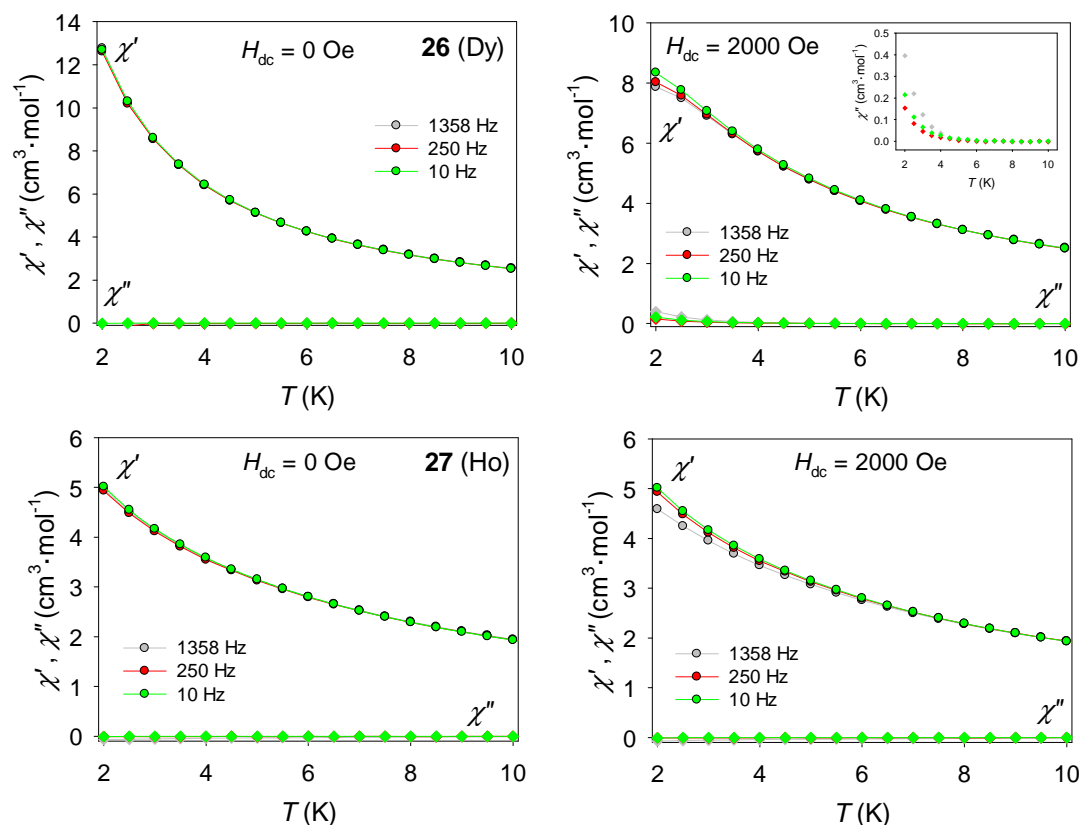 14
12
10
8
6
4
2
0
χ', χ" (cm³·mol⁻¹)
χ'
H_dc = 0 Oe
26 (Dy)
1358 Hz
250 Hz
10 Hz
χ"
2 4 6 8 10
T (K)
10
8
6
4
2
0
χ', χ" (cm³·mol⁻¹)
H_dc = 2000 Oe
χ'
1358 Hz
250 Hz
10 Hz
χ"
2 4 6 8 10
T (K)
0.5
0.4
0.3
0.2
0.1
0.0
χ" (cm³·mol⁻¹)
2 3 4 5 6 7 8 9 10
T (K)
6
5
4
3
2
1
0
χ', χ" (cm³·mol⁻¹)
χ'
H_dc = 0 Oe
27 (Ho)
1358 Hz
250 Hz
10 Hz
χ"
2 4 6 8 10
T (K)
6
5
4
3
2
1
0
χ', χ" (cm³·mol⁻¹)
χ'
H_dc = 2000 Oe
1358 Hz
250 Hz
10 Hz
χ"
2 4 6 8 10
T (K)